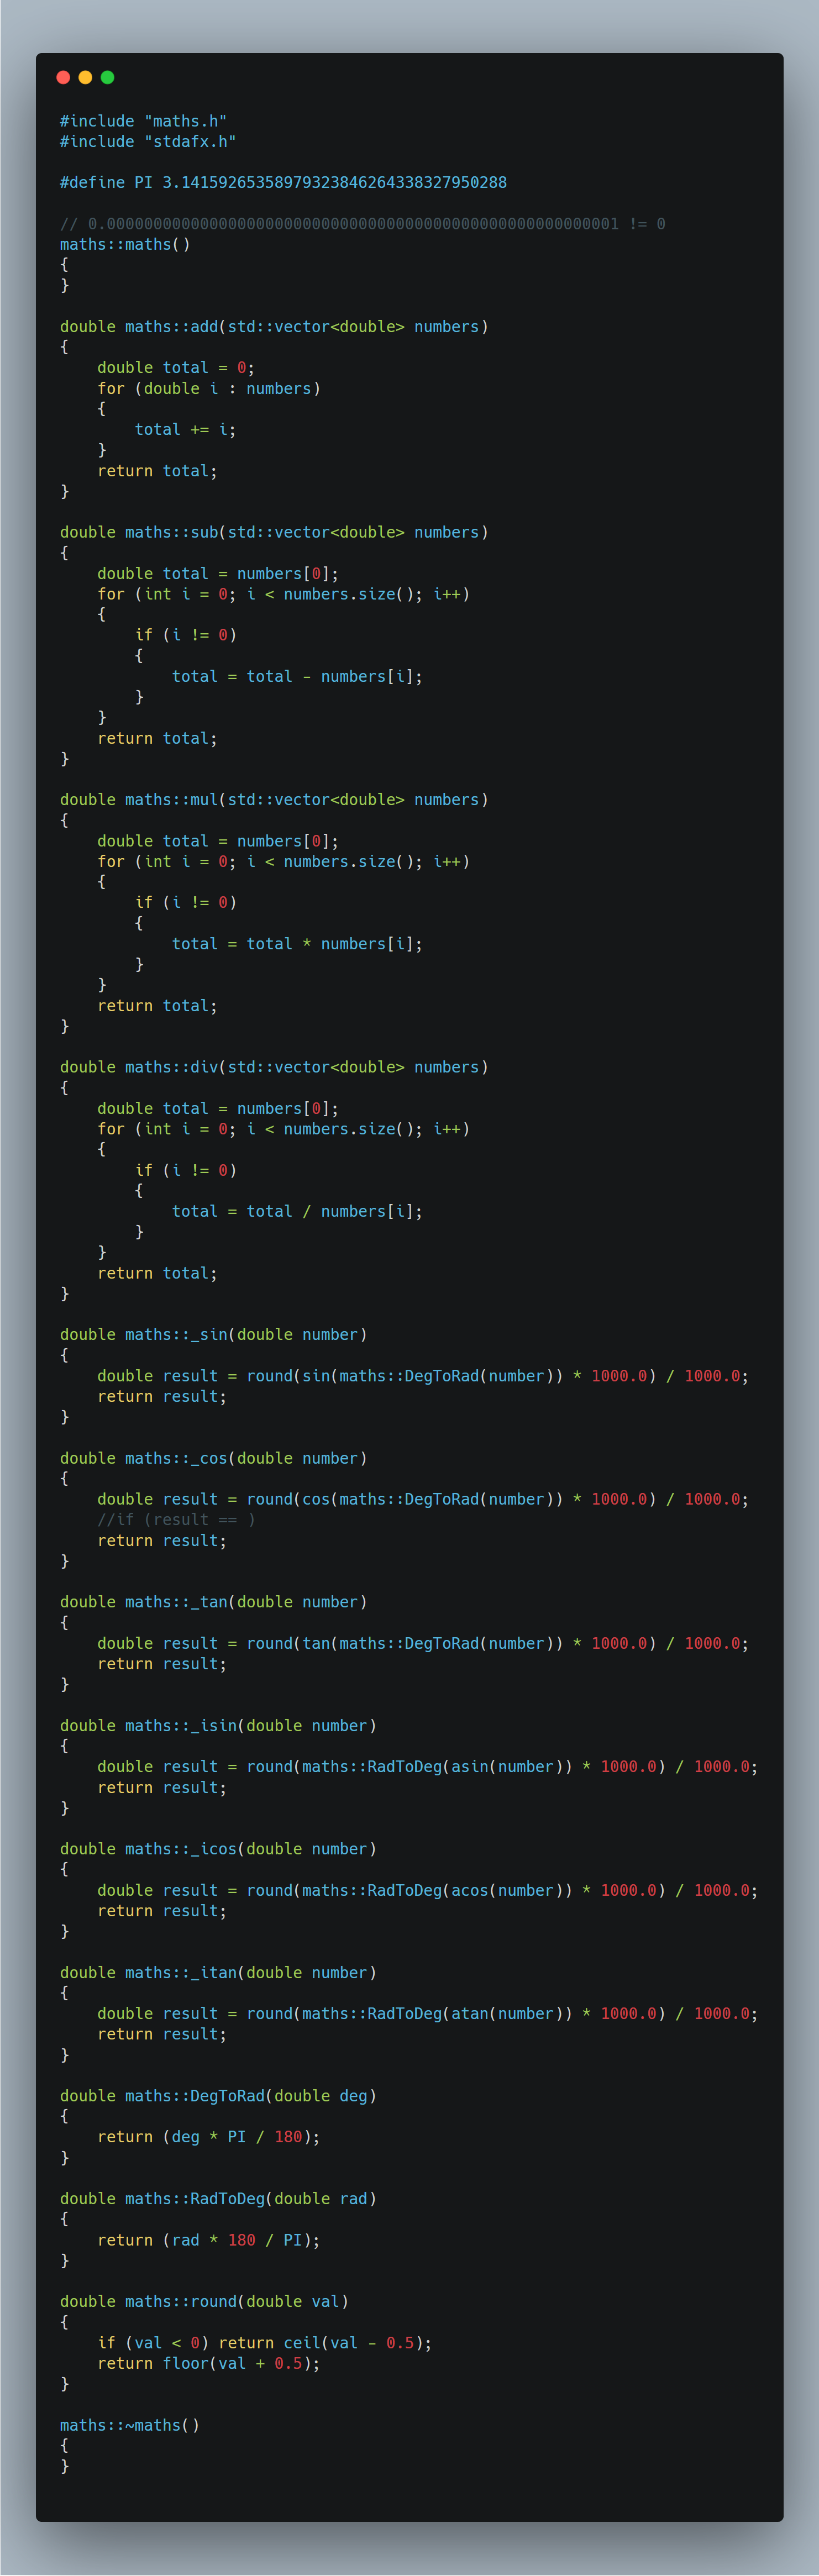 #include "maths.h"
#include "stdafx.h"
#define PI 3.14159265358979323846264338327950288
// 0.0000000000000000000000000000000000000000000000000000001 != 0
maths::maths()
{
}
double maths::add(std::vector<double> numbers)
{
double total = 0;
for (double i : numbers)
{
total += i;
}
return total;
}
double maths::sub(std::vector<double> numbers)
{
double total = numbers[0];
for (int i = 0; i < numbers.size(); i++)
{
if (i != 0)
{
total = total - numbers[i];
}
}
return total;
}
double maths::mul(std::vector<double> numbers)
{
double total = numbers[0];
for (int i = 0; i < numbers.size(); i++)
{
if (i != 0)
{
total = total * numbers[i];
}
}
return total;
}
double maths::div(std::vector<double> numbers)
{
double total = numbers[0];
for (int i = 0; i < numbers.size(); i++)
{
if (i != 0)
{
total = total / numbers[i];
}
}
return total;
}
double maths::_sin(double number)
{
double result = round(sin(maths::DegToRad(number)) * 1000.0) / 1000.0;
return result;
}
double maths::_cos(double number)
{
double result = round(cos(maths::DegToRad(number)) * 1000.0) / 1000.0;
//if (result == )
return result;
}
double maths::_tan(double number)
{
double result = round(tan(maths::DegToRad(number)) * 1000.0) / 1000.0;
return result;
}
double maths::_isin(double number)
{
double result = round(maths::RadToDeg(asin(number)) * 1000.0) / 1000.0;
return result;
}
double maths::_icos(double number)
{
double result = round(maths::RadToDeg(acos(number)) * 1000.0) / 1000.0;
return result;
}
double maths::_itan(double number)
{
double result = round(maths::RadToDeg(atan(number)) * 1000.0) / 1000.0;
return result;
}
double maths::DegToRad(double deg)
{
return (deg * PI / 180);
}
double maths::RadToDeg(double rad)
{
return (rad * 180 / PI);
}
double maths::round(double val)
{
if (val < 0) return ceil(val - 0.5);
return floor(val + 0.5);
}
maths::~maths()
{
}